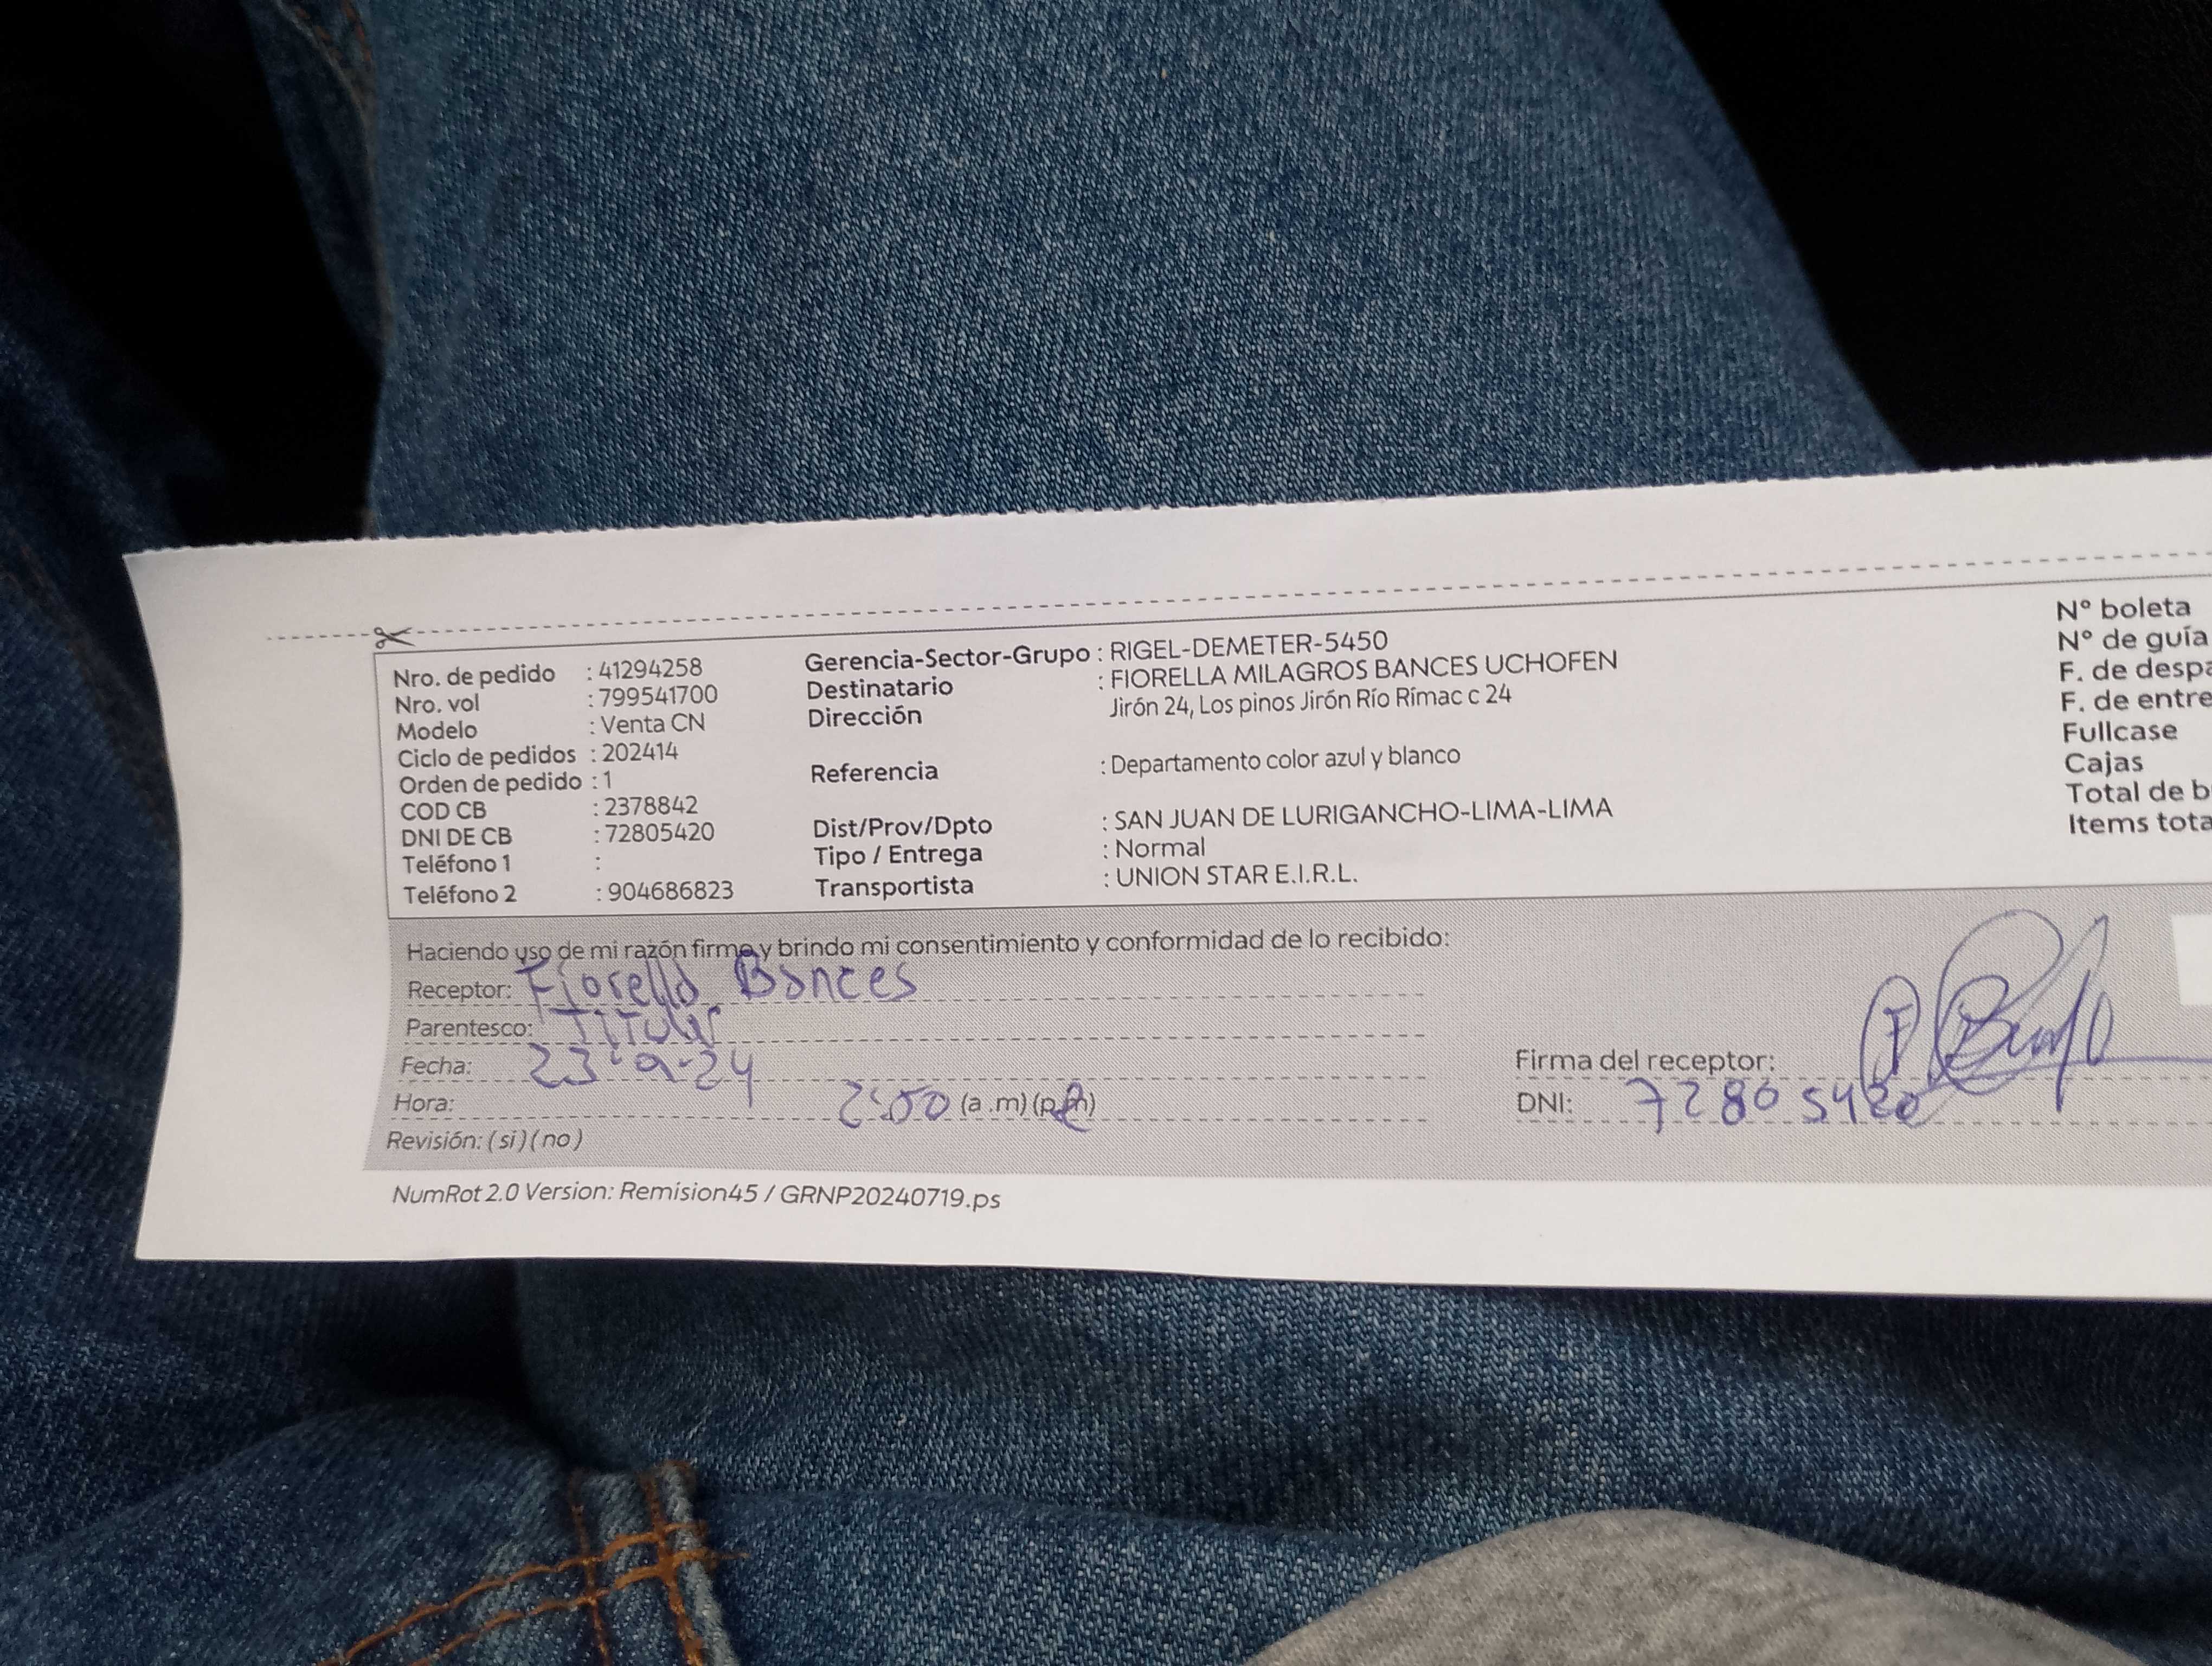 Nro. de pedido : 41294258
Nro. vol : 799541700
Modelo : Venta CN
Ciclo de pedidos : 202414
Orden de pedido : 1
COD CB : 2378842
DNI DE CB : 72805420
Teléfono 1 :
Teléfono 2 : 904686823
Gerencia-Sector-Grupo : RIGEL-DEMETER-5450
Destinatario : FIORELLA MILAGROS BANCES UCHOFEN
Dirección Jirón 24, Los pinos Jirón Río Rímac c 24
Referencia : Departamento color azul y blanco
Dist/Prov/Dpto : SAN JUAN DE LURIGANCHO-LIMA-LIMA
Tipo / Entrega : Normal
Transportista : UNION STAR E.I.R.L.
Nº boleta
Nº de guía
F. de despa
F. de entre
Fullcase
Cajas
Total de b
Items tota
Haciendo uso de mi razón firmo y brindo mi consentimiento y conformidad de lo recibido:
Receptor: Fiorella Bances
Parentesco: Titular
Fecha: 23-9-24
Hora: (a .m) (p.m)
Revisión: ( si ) ( no )
Firma del receptor:
DNI: 72805420
NumRot 2.0 Version: Remision45 / GRNP20240719.ps